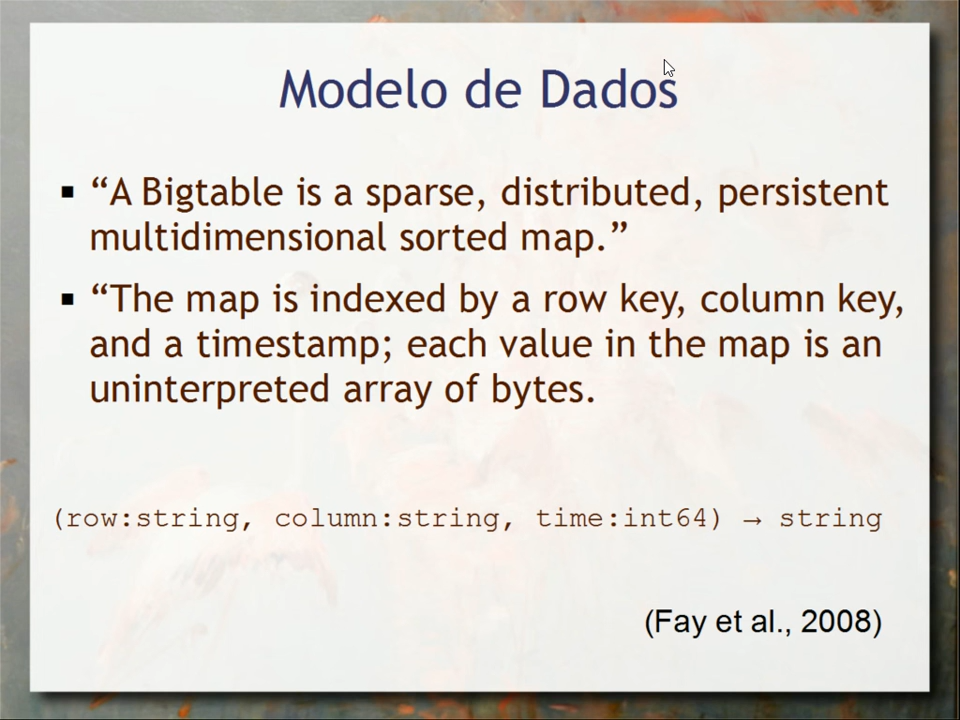 Modelo de Dados
▪ “A Bigtable is a sparse, distributed, persistent
multidimensional sorted map.”
▪ “The map is indexed by a row key, column key,
and a timestamp; each value in the map is an
uninterpreted array of bytes.
(row:string, column:string, time:int64) → string
(Fay et al., 2008)